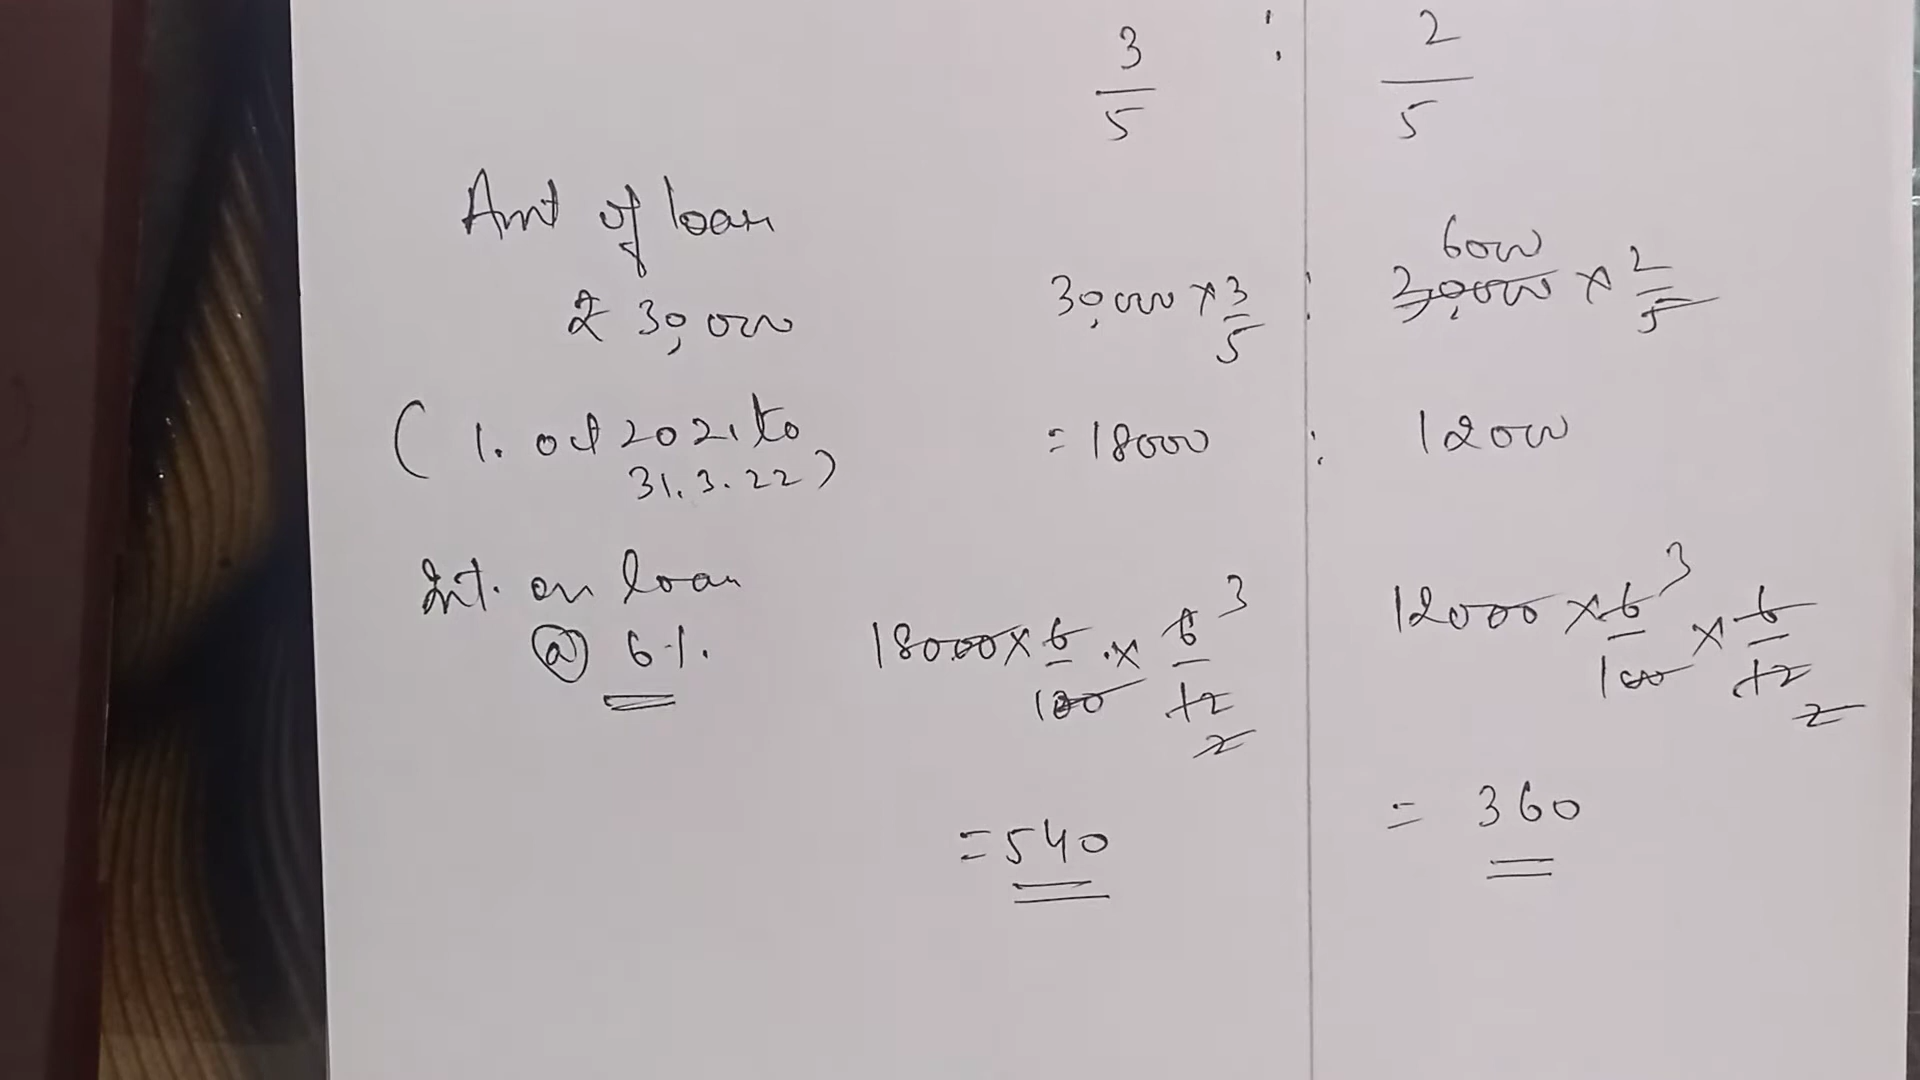 3/5 : 2/5
Amt of loan
₹ 30,000
30,000 × 3/5 : 30,000 × 2/5
6000
( 1. oct 2021 to
31.3.22)
= 18000 : 12000
Int. on loan
@ 6%.
18000 × 6/100 × 6/12
3
2
12000 × 6/100 × 6/12
3
2
= 540
= 360